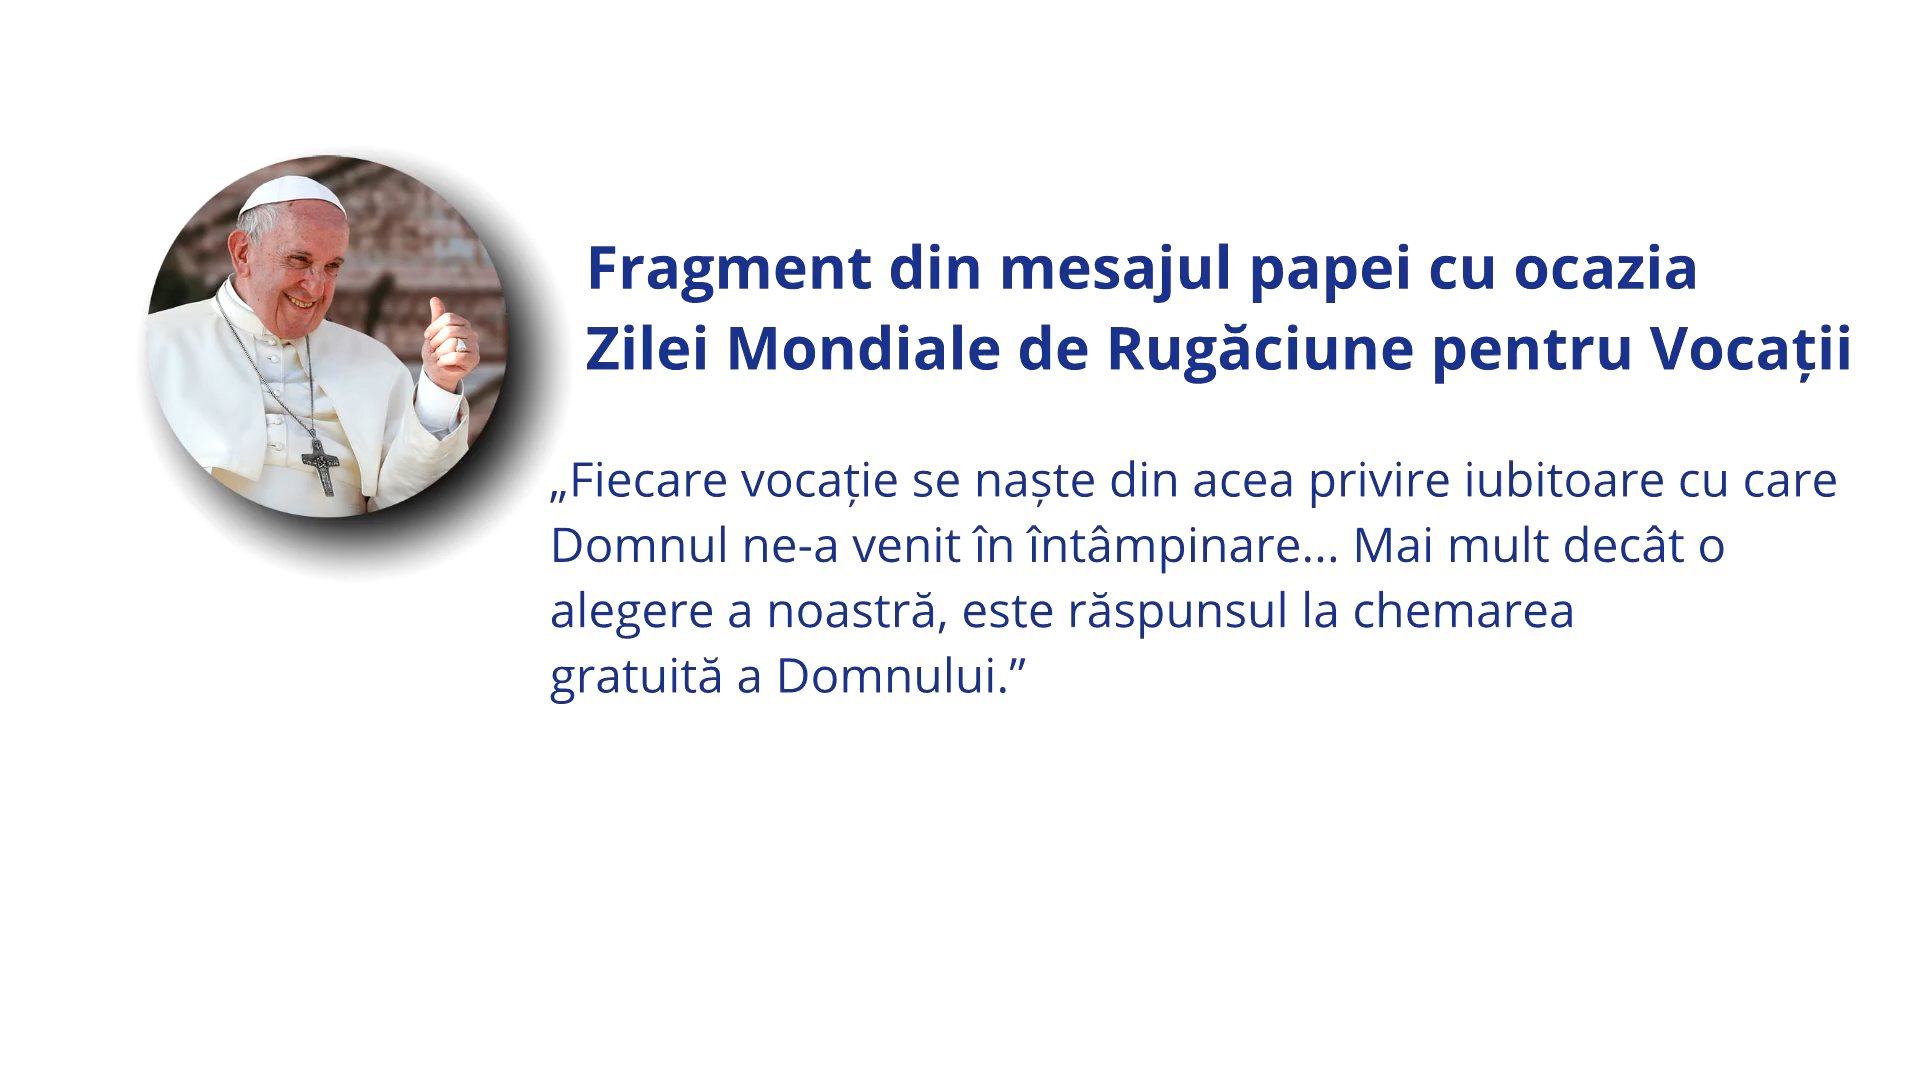 Fragment din mesajul papei cu ocazia
Zilei Mondiale de Rugăciune pentru Vocații
„Fiecare vocație se naște din acea privire iubitoare cu care
Domnul ne-a venit în întâmpinare... Mai mult decât o
alegere a noastră, este răspunsul la chemarea
gratuită a Domnului.”